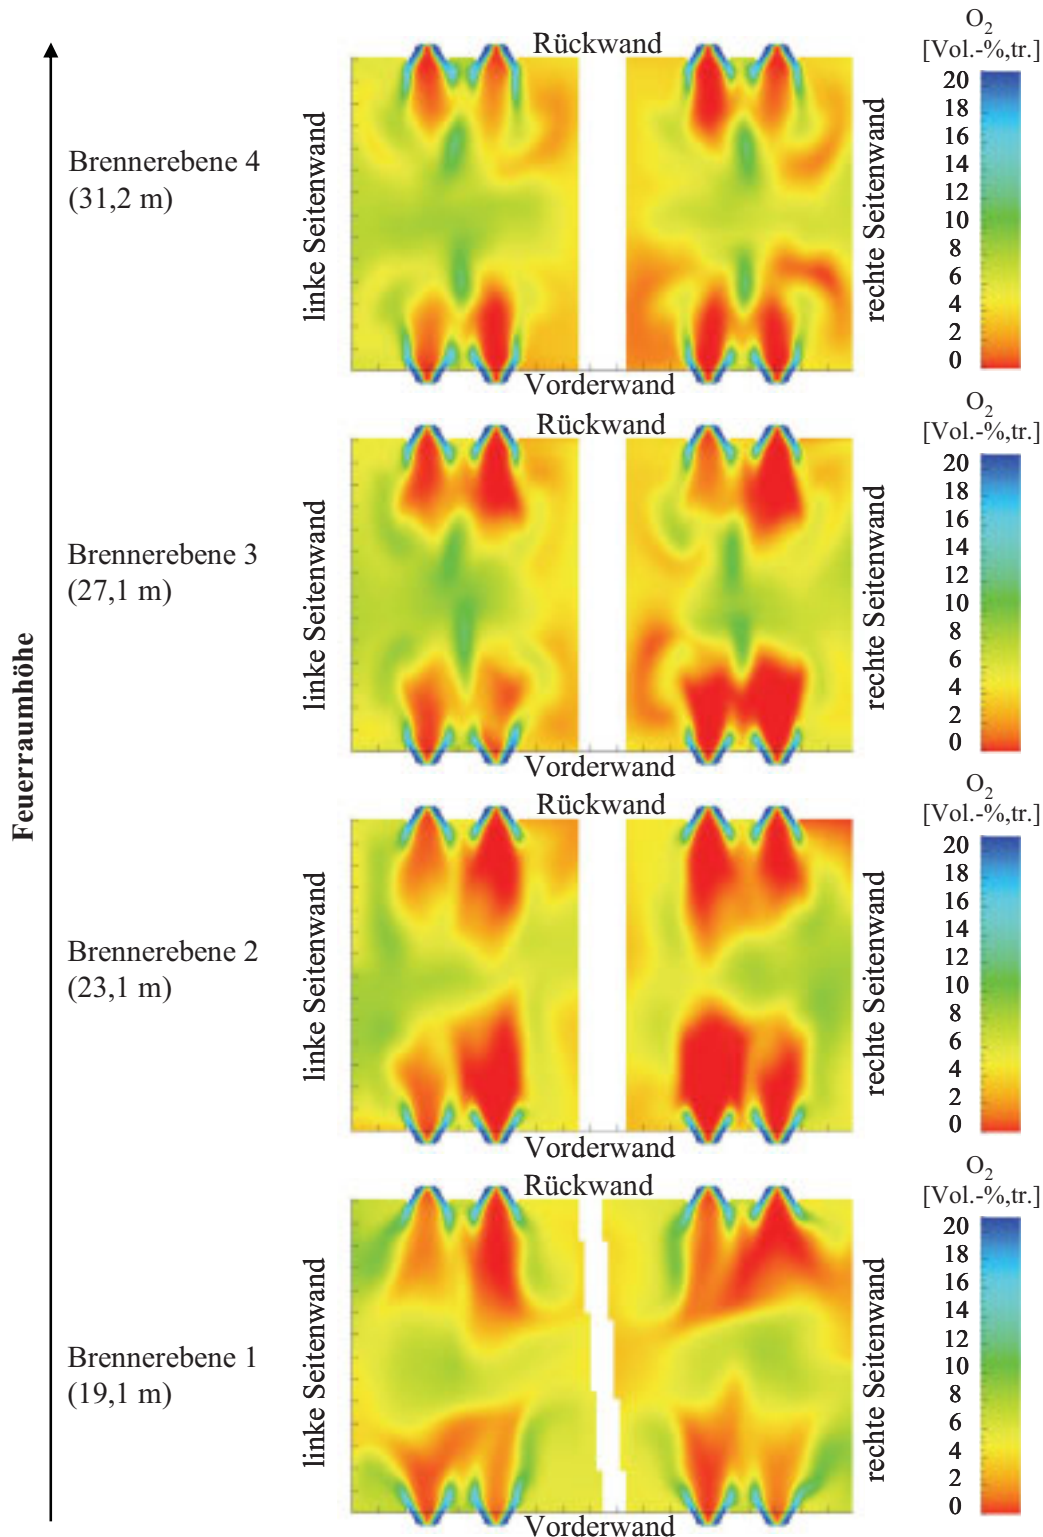 Feuerraumhöhe
Rückwand
O2
[Vol.-%,tr.]
Brennerebene 4
(31,2 m)
linke Seitenwand
rechte Seitenwand
20
18
16
14
12
10
8
6
4
2
0
Vorderwand
Rückwand
O2
[Vol.-%,tr.]
Brennerebene 3
(27,1 m)
linke Seitenwand
rechte Seitenwand
20
18
16
14
12
10
8
6
4
2
0
Vorderwand
Rückwand
O2
[Vol.-%,tr.]
Brennerebene 2
(23,1 m)
linke Seitenwand
rechte Seitenwand
20
18
16
14
12
10
8
6
4
2
0
Vorderwand
Rückwand
O2
[Vol.-%,tr.]
Brennerebene 1
(19,1 m)
linke Seitenwand
rechte Seitenwand
20
18
16
14
12
10
8
6
4
2
0
Vorderwand